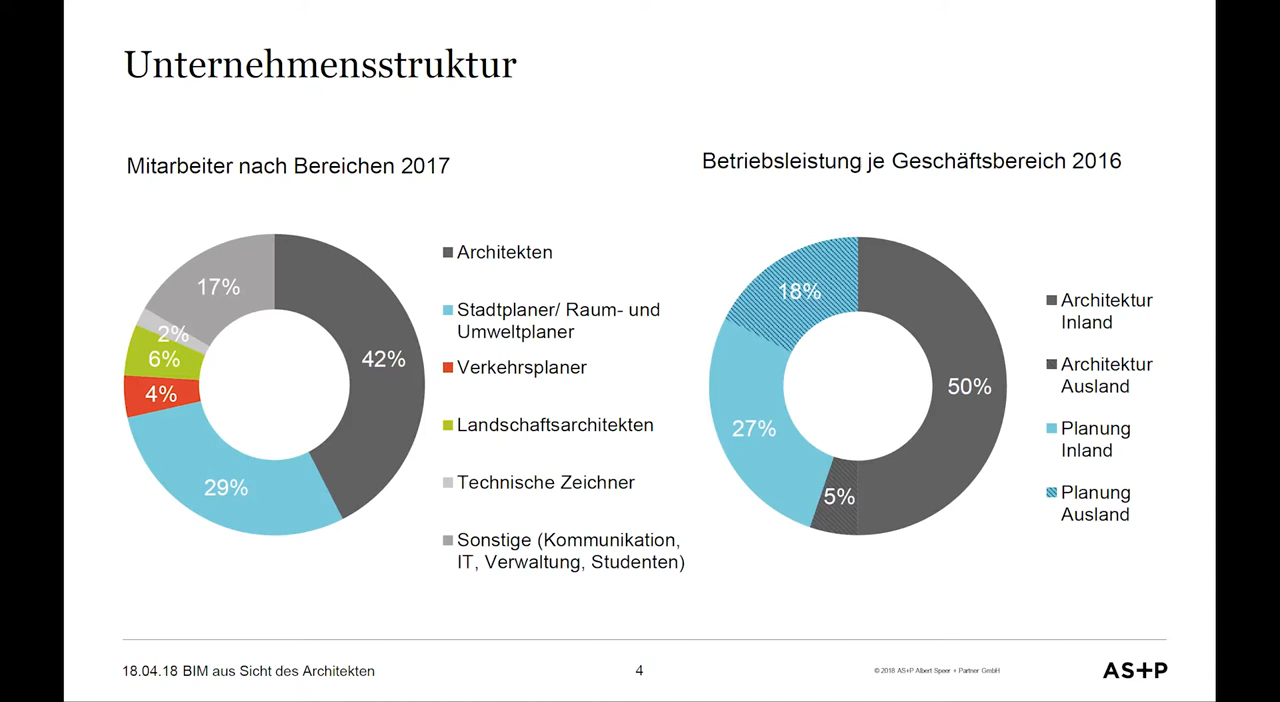 Unternehmensstruktur
Mitarbeiter nach Bereichen 2017
17%
2%
6%
4%
29%
42%
Architekten
Stadtplaner/ Raum- und
Umweltplaner
Verkehrsplaner
Landschaftsarchitekten
Technische Zeichner
Sonstige (Kommunikation,
IT, Verwaltung, Studenten)
Betriebsleistung je Geschäftsbereich 2016
18%
27%
5%
50%
Architektur
Inland
Architektur
Ausland
Planung
Inland
Planung
Ausland
18.04.18 BIM aus Sicht des Architekten
4
© 2018 AS+P Albert Speer + Partner GmbH
AS+P